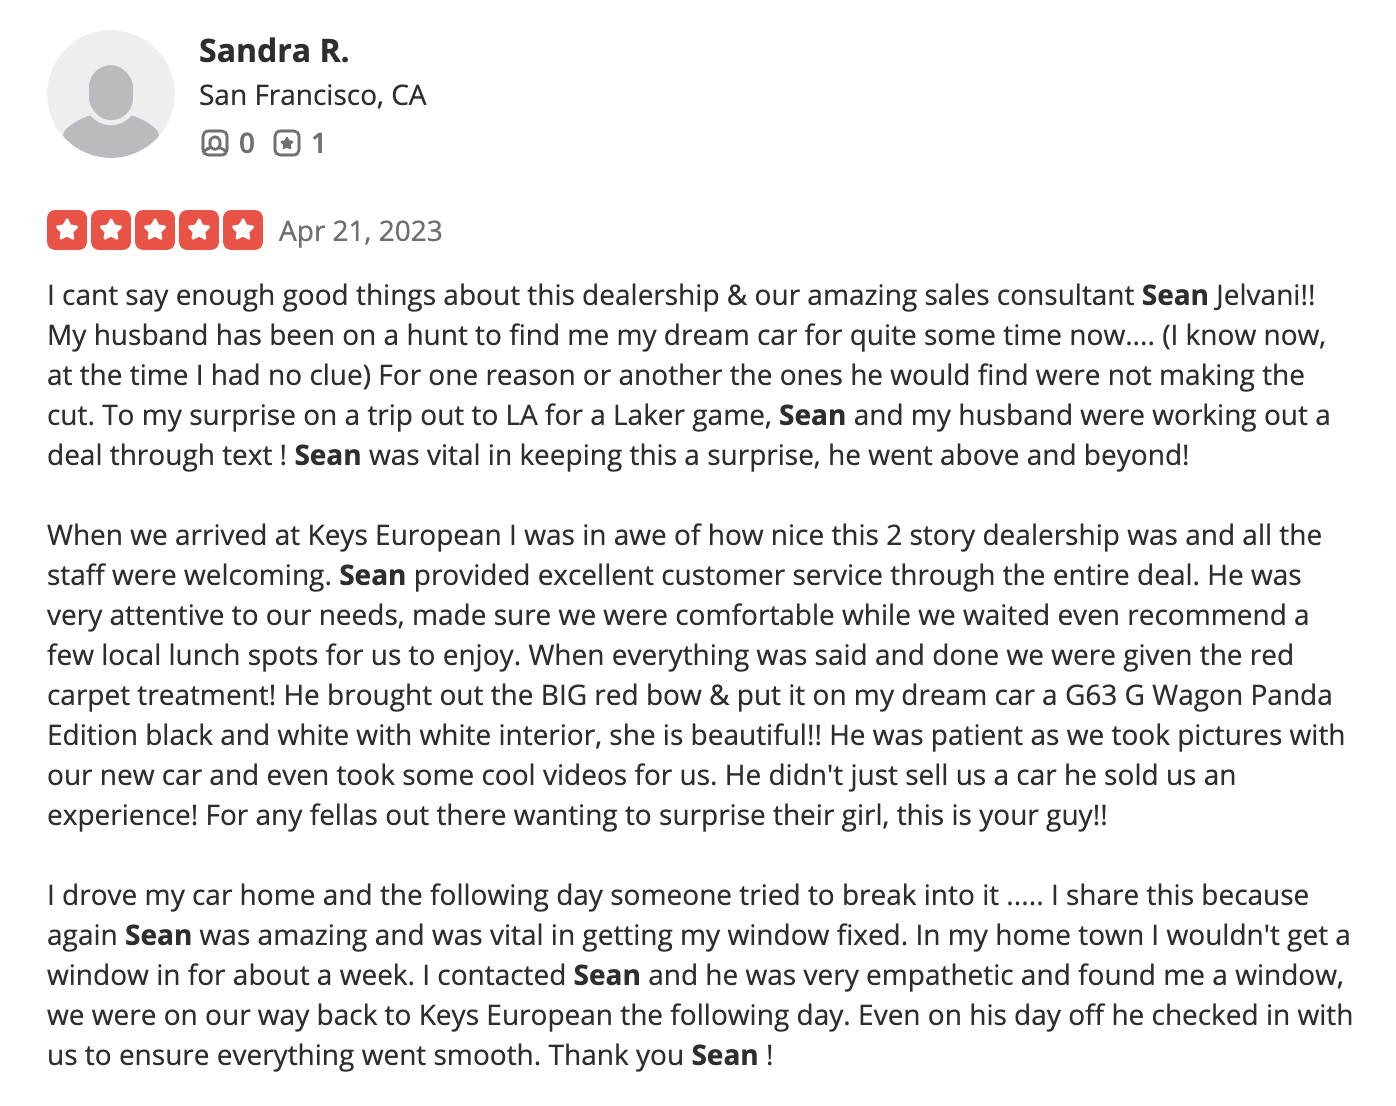 Sandra R.
San Francisco, CA
0 1
Apr 21, 2023
I cant say enough good things about this dealership & our amazing sales consultant Sean Jelvani!!
My husband has been on a hunt to find me my dream car for quite some time now.... (I know now,
at the time I had no clue) For one reason or another the ones he would find were not making the
cut. To my surprise on a trip out to LA for a Laker game, Sean and my husband were working out a
deal through text ! Sean was vital in keeping this a surprise, he went above and beyond!
When we arrived at Keys European I was in awe of how nice this 2 story dealership was and all the
staff were welcoming. Sean provided excellent customer service through the entire deal. He was
very attentive to our needs, made sure we were comfortable while we waited even recommend a
few local lunch spots for us to enjoy. When everything was said and done we were given the red
carpet treatment! He brought out the BIG red bow & put it on my dream car a G63 G Wagon Panda
Edition black and white with white interior, she is beautiful!! He was patient as we took pictures with
our new car and even took some cool videos for us. He didn't just sell us a car he sold us an
experience! For any fellas out there wanting to surprise their girl, this is your guy!!
I drove my car home and the following day someone tried to break into it ..... I share this because
again Sean was amazing and was vital in getting my window fixed. In my home town I wouldn't get a
window in for about a week. I contacted Sean and he was very empathetic and found me a window,
we were on our way back to Keys European the following day. Even on his day off he checked in with
us to ensure everything went smooth. Thank you Sean !